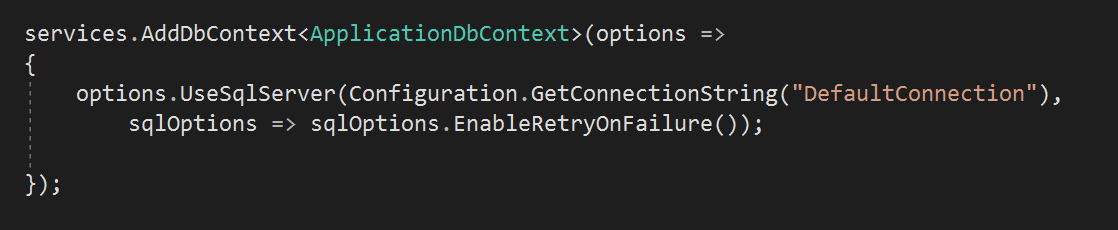 services.AddDbContext<ApplicationDbContext>(options =>
{
    options.UseSqlServer(Configuration.GetConnectionString("DefaultConnection"),
        sqlOptions => sqlOptions.EnableRetryOnFailure());
});